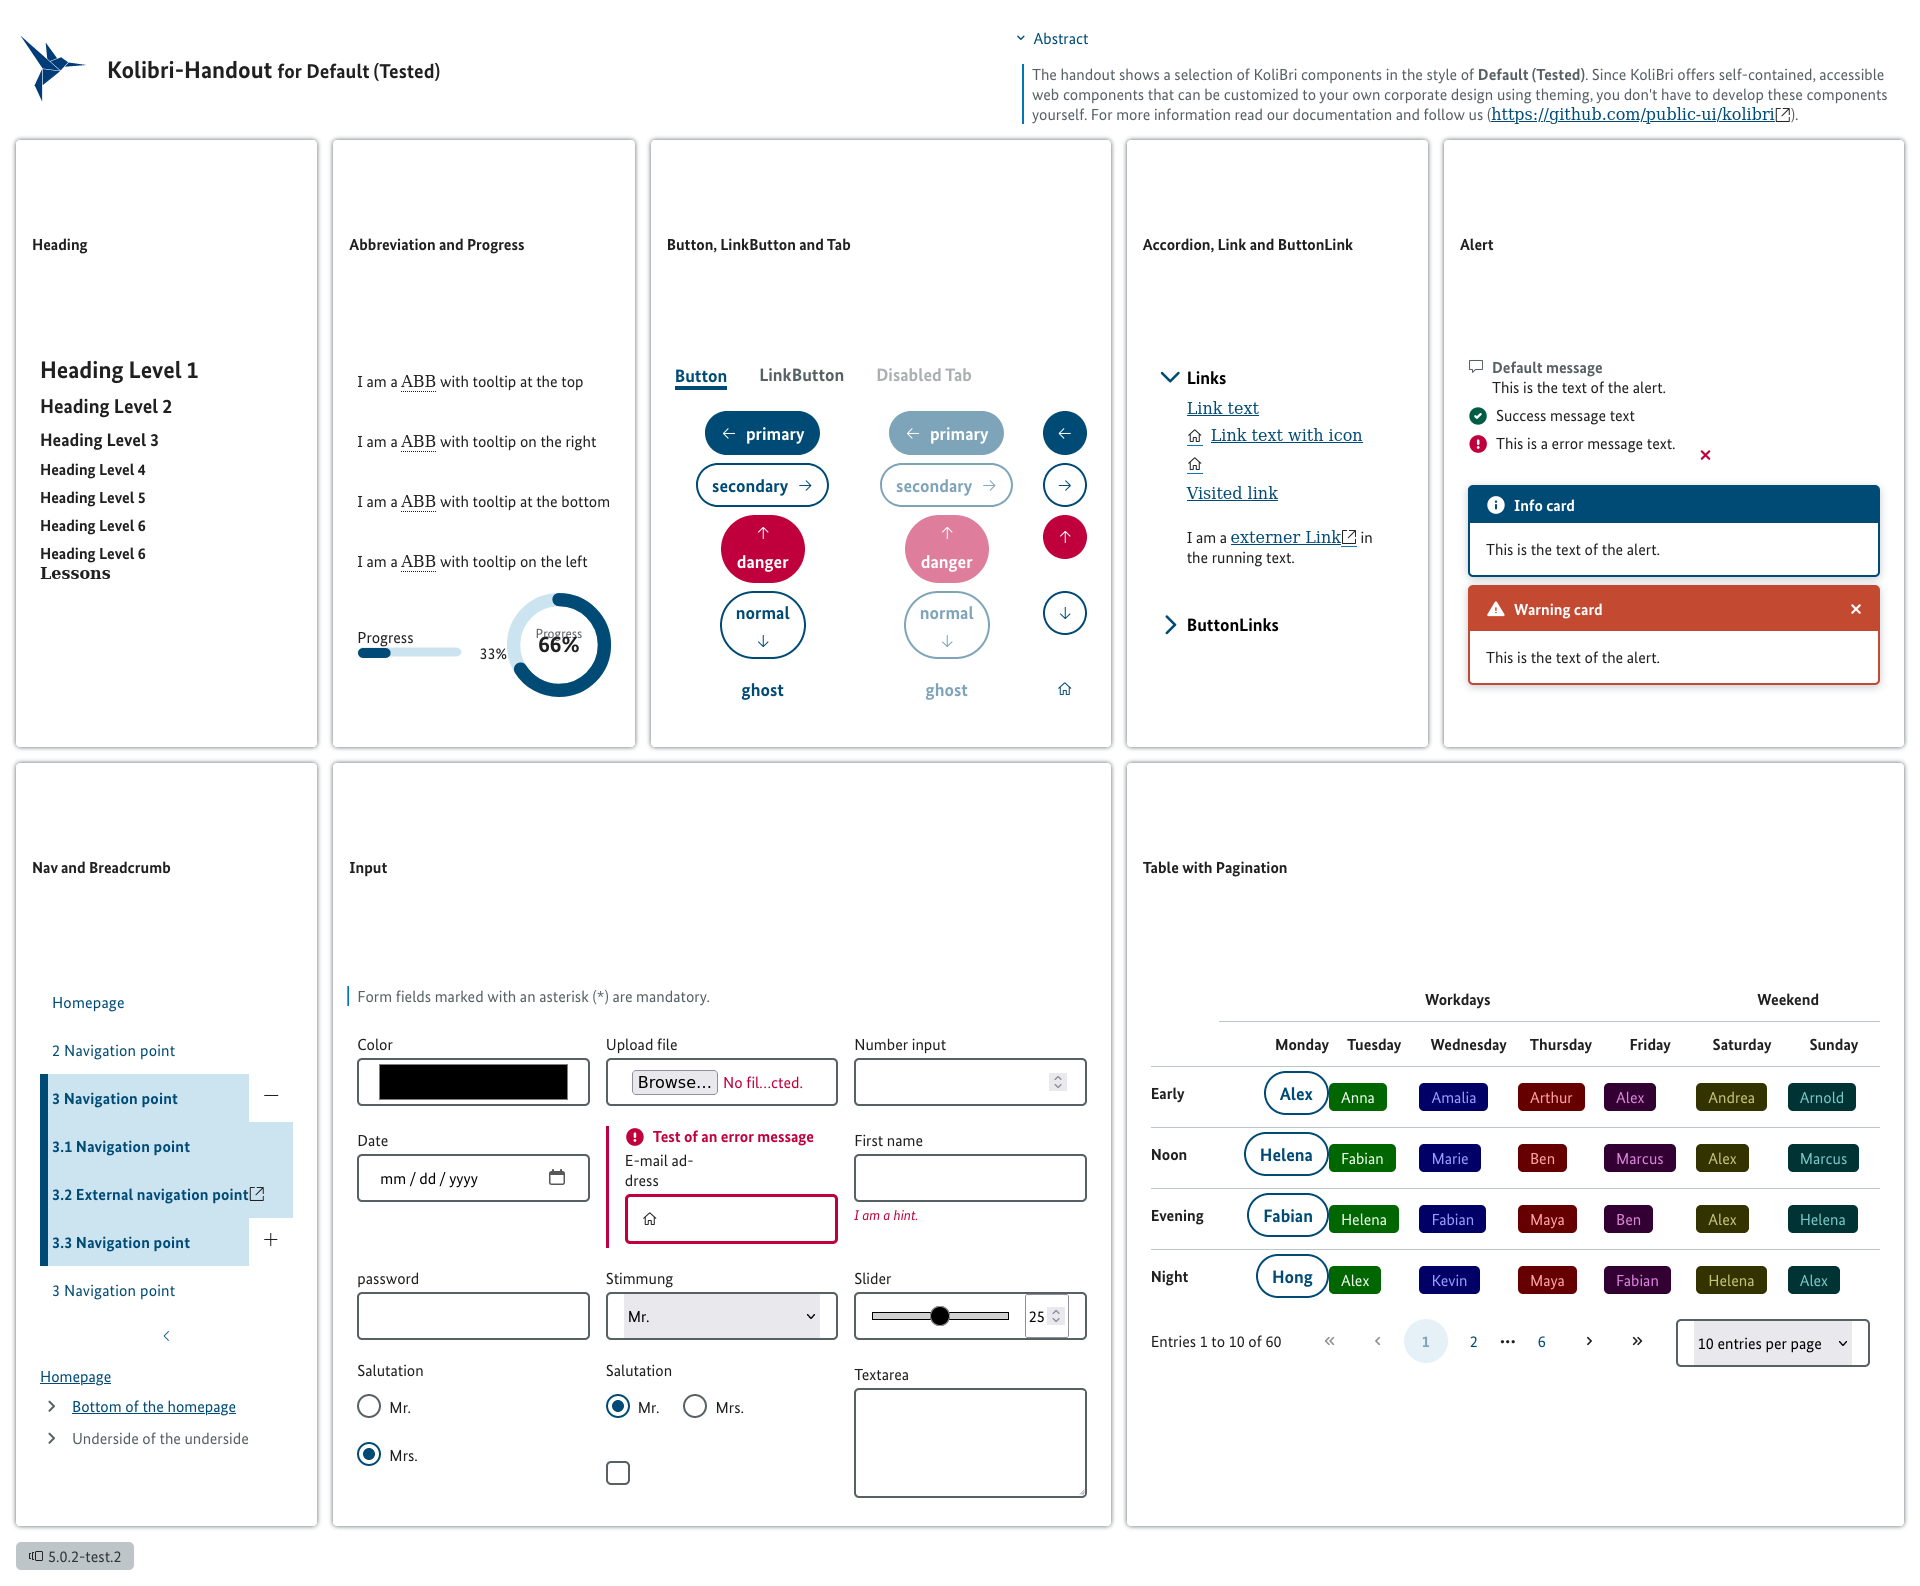 Kolibri-Handout for Default (Tested)
Abstract
The handout shows a selection of KoliBri components in the style of Default (Tested). Since KoliBri offers self-contained, accessible
web components that can be customized to your own corporate design using theming, you don't have to develop these components
yourself. For more information read our documentation and follow us (https://github.com/public-ui/kolibri).
Heading
Heading Level 1
Heading Level 2
Heading Level 3
Heading Level 4
Heading Level 5
Heading Level 6
Heading Level 6
Lessons
Abbreviation and Progress
I am a ABB with tooltip at the top
I am a ABB with tooltip on the right
I am a ABB with tooltip at the bottom
I am a ABB with tooltip on the left
Progress
33%
Progress
66%
Button, LinkButton and Tab
Button LinkButton Disabled Tab
primary primary
secondary secondary
danger danger
normal normal
ghost ghost
Accordion, Link and ButtonLink
Links
Link text
Link text with icon
Visited link
I am a externer Link in
the running text.
ButtonLinks
Alert
Default message
This is the text of the alert.
Success message text
This is a error message text.
Info card
This is the text of the alert.
Warning card
This is the text of the alert.
Nav and Breadcrumb
Homepage
2 Navigation point
3 Navigation point
3.1 Navigation point
3.2 External navigation point
3.3 Navigation point
3 Navigation point
Homepage
Bottom of the homepage
Underside of the underside
Input
Form fields marked with an asterisk (*) are mandatory.
Color
Upload file
Browse... No fil...cted.
Number input
Date
mm / dd / yyyy
Test of an error message
E-mail ad-
dress
First name
I am a hint.
password
Stimmung
Mr.
Slider
25
Salutation
Mr.
Mrs.
Salutation
Mr. Mrs.
Textarea
Table with Pagination
Workdays Weekend
Monday Tuesday Wednesday Thursday Friday Saturday Sunday
Early Alex Anna Amalia Arthur Alex Andrea Arnold
Noon Helena Fabian Marie Ben Marcus Alex Marcus
Evening Fabian Helena Fabian Maya Ben Alex Helena
Night Hong Alex Kevin Maya Fabian Helena Alex
Entries 1 to 10 of 60 1 2 ••• 6 10 entries per page
5.0.2-test.2